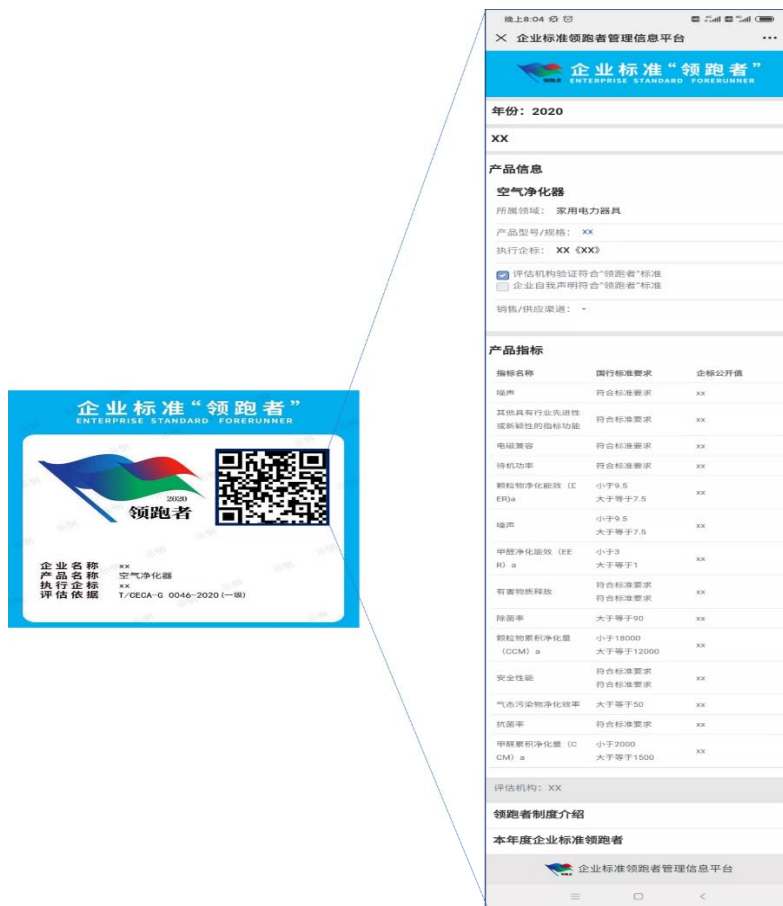 企业标准“领跑者”
ENTERPRISE STANDARD FORERUNNER
2020
领跑者
企业名称 xx
产品名称 空气净化器
执行企标 xx
评估依据 T/CECA-G 0046-2020(一级)
晚上8:04
企业标准领跑者管理信息平台
企业标准“领跑者”
ENTERPRISE STANDARD FORERUNNER
年份：2020
XX
产品信息
空气净化器
所属领域： 家用电力器具
产品型号/规格： xx
执行企标： XX《XX》
评估机构验证符合“领跑者”标准
企业自我声明符合“领跑者”标准
销售/供应渠道： -
产品指标
指标名称 国行标准要求 企标公开值
噪声 符合标准要求 xx
其他具有行业先进性
或新颖性的指标功能 符合标准要求 xx
电磁兼容 符合标准要求 xx
待机功率 符合标准要求 xx
颗粒物净化能效（E 小于9.5
ER)a 大于等于7.5 xx
噪声 小于9.5
大于等于7.5 xx
甲醛净化能效（EE 小于3
R）a 大于等于1 xx
有害物质释放 符合标准要求
符合标准要求 xx
除菌率 大于等于90 xx
颗粒物累积净化量 小于18000
（CCM）a 大于等于12000 xx
安全性能 符合标准要求
符合标准要求 xx
气态污染物净化效率 大于等于50 xx
抗菌率 符合标准要求 xx
甲醛累积净化量（C 小于2000
CM）a 大于等于1500 xx
评估机构：XX
领跑者制度介绍
本年度企业标准领跑者
企业标准领跑者管理信息平台